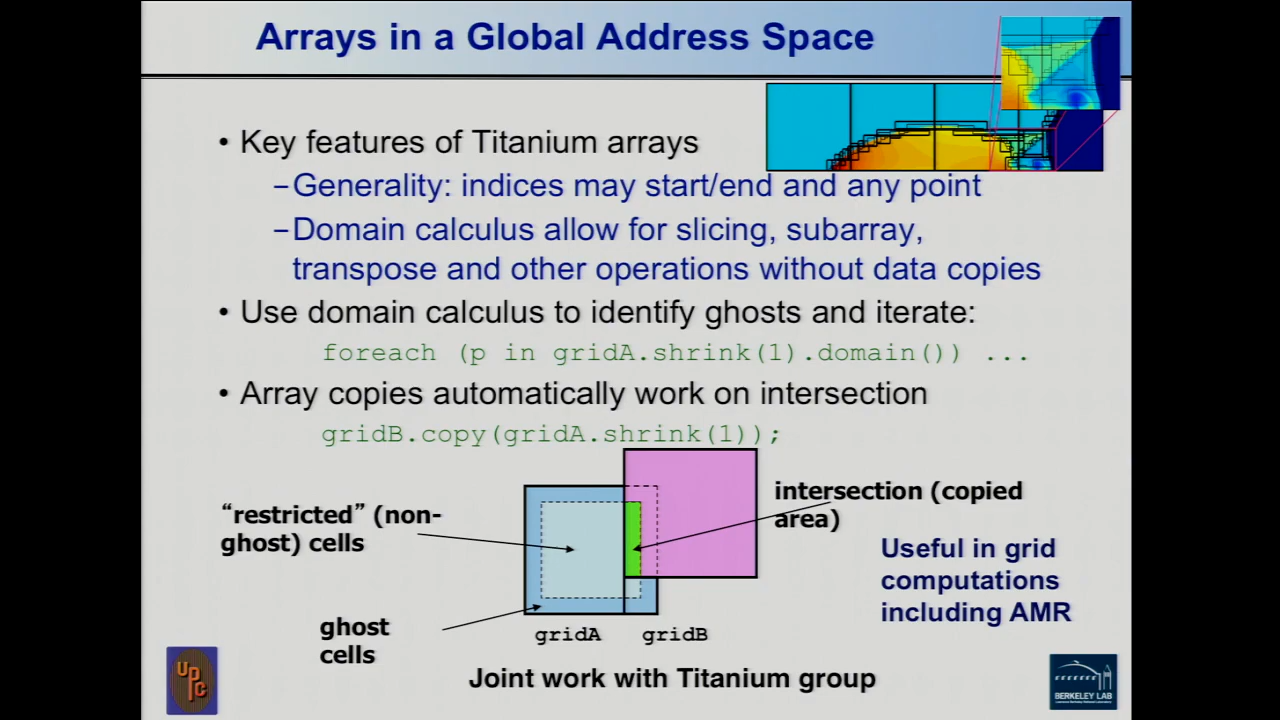 Arrays in a Global Address Space
• Key features of Titanium arrays
–Generality: indices may start/end and any point
–Domain calculus allow for slicing, subarray,
transpose and other operations without data copies
• Use domain calculus to identify ghosts and iterate:
foreach (p in gridA.shrink(1).domain()) ...
• Array copies automatically work on intersection
gridB.copy(gridA.shrink(1));
“restricted” (non-
ghost) cells
intersection (copied
area)
Useful in grid
computations
including AMR
ghost
cells
gridA gridB
Joint work with Titanium group
UPC
BERKELEY LAB
Lawrence Berkeley National Laboratory